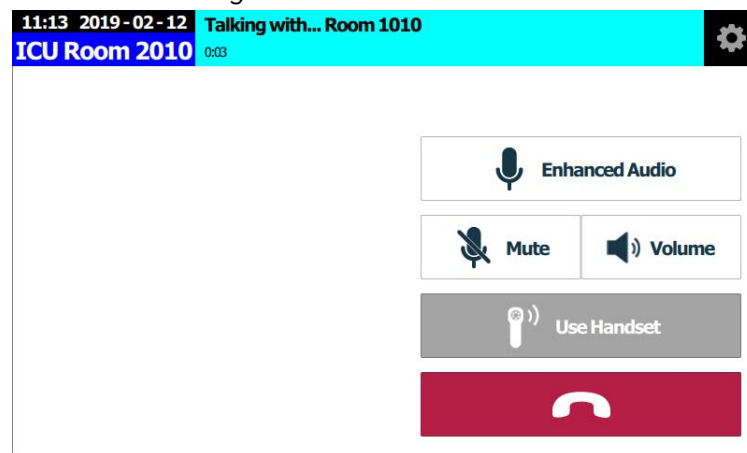 11:13 2019-02-12
ICU Room 2010
Talking with... Room 1010
0:03
Enhanced Audio
Mute
Volume
Use Handset